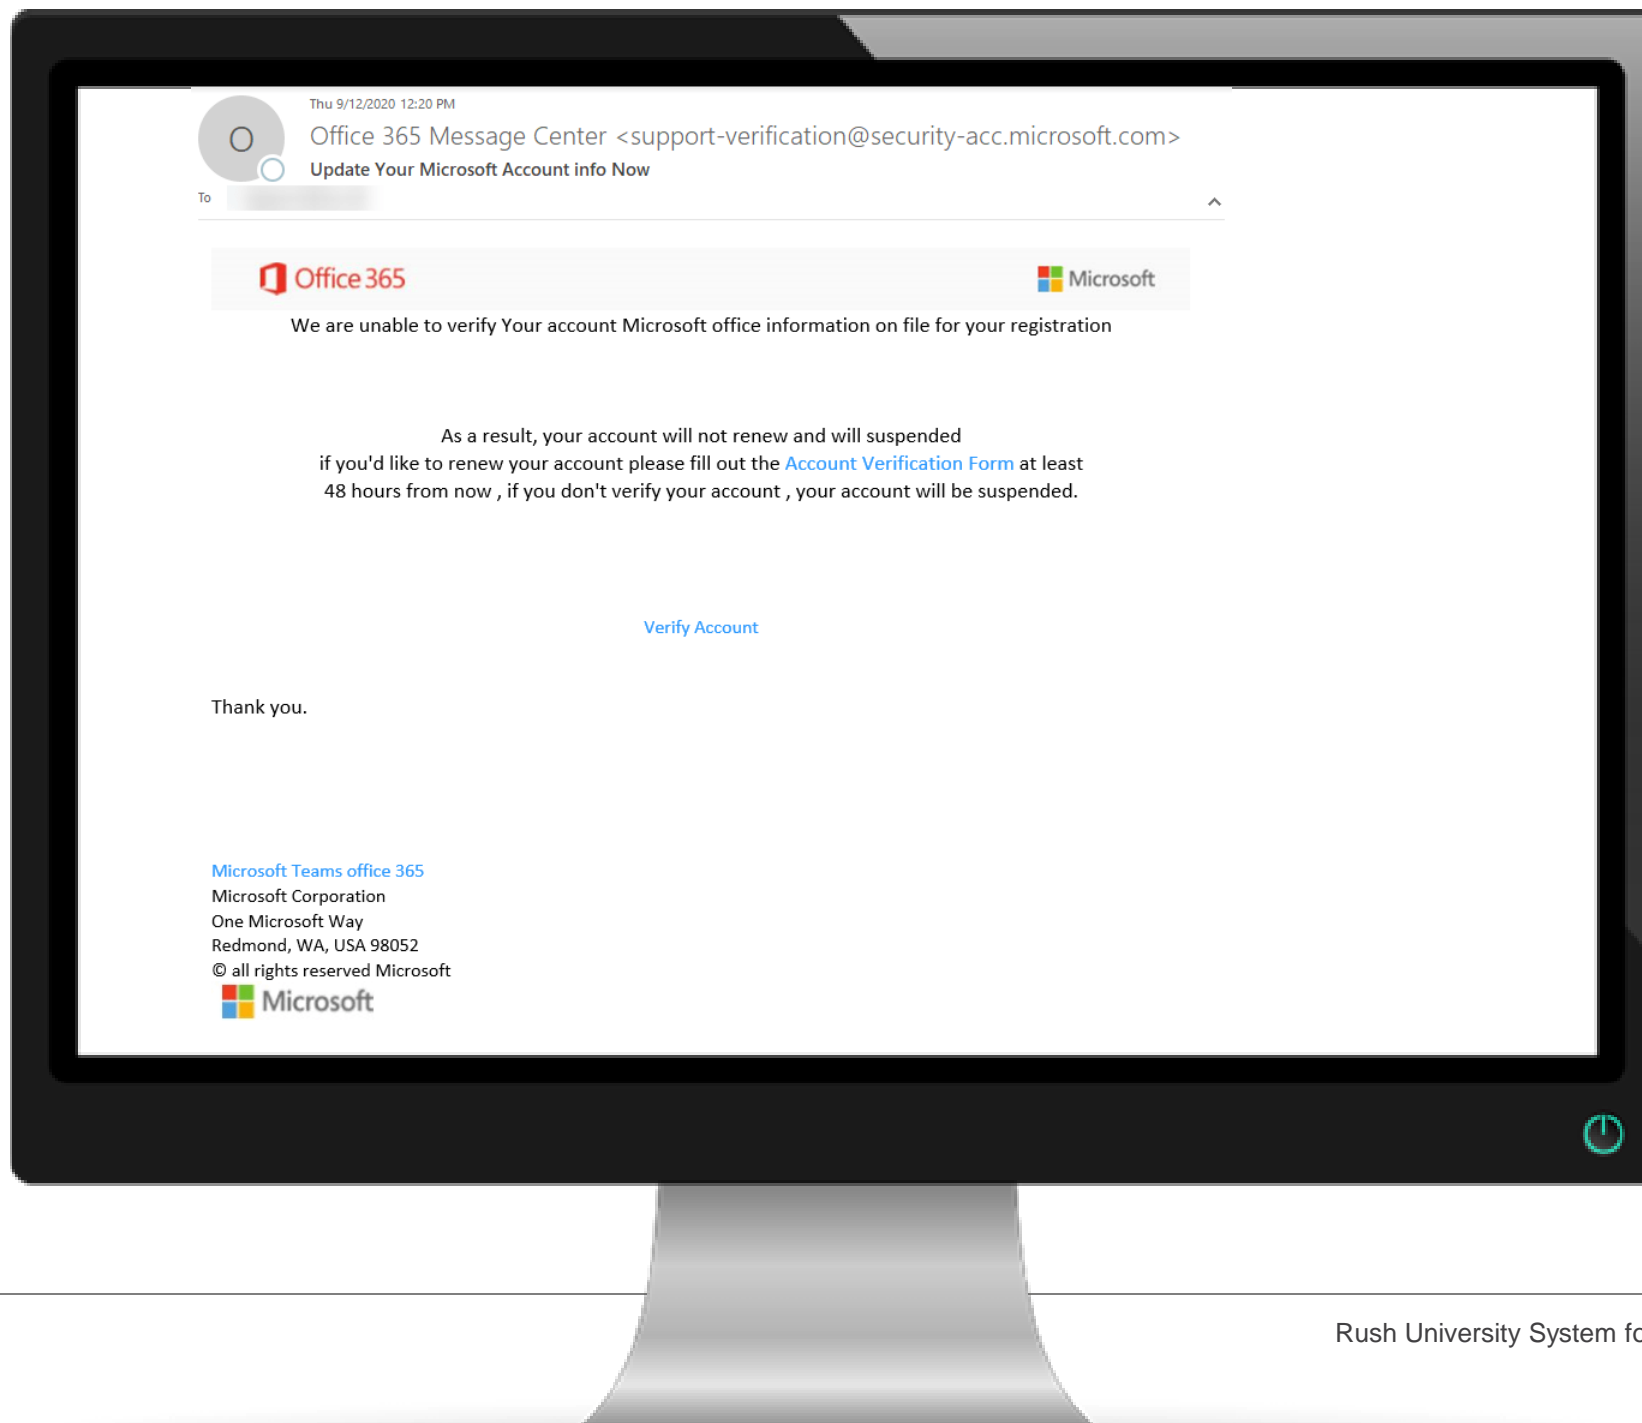 Thu 9/12/2020 12:20 PM
O
Office 365 Message Center <support-verification@security-acc.microsoft.com>
Update Your Microsoft Account info Now
To
Office 365
Microsoft
We are unable to verify Your account Microsoft office information on file for your registration
As a result, your account will not renew and will suspended
if you'd like to renew your account please fill out the Account Verification Form at least
48 hours from now , if you don't verify your account , your account will be suspended.
Verify Account
Thank you.
Microsoft Teams office 365
Microsoft Corporation
One Microsoft Way
Redmond, WA, USA 98052
© all rights reserved Microsoft
Microsoft
Rush University System fo